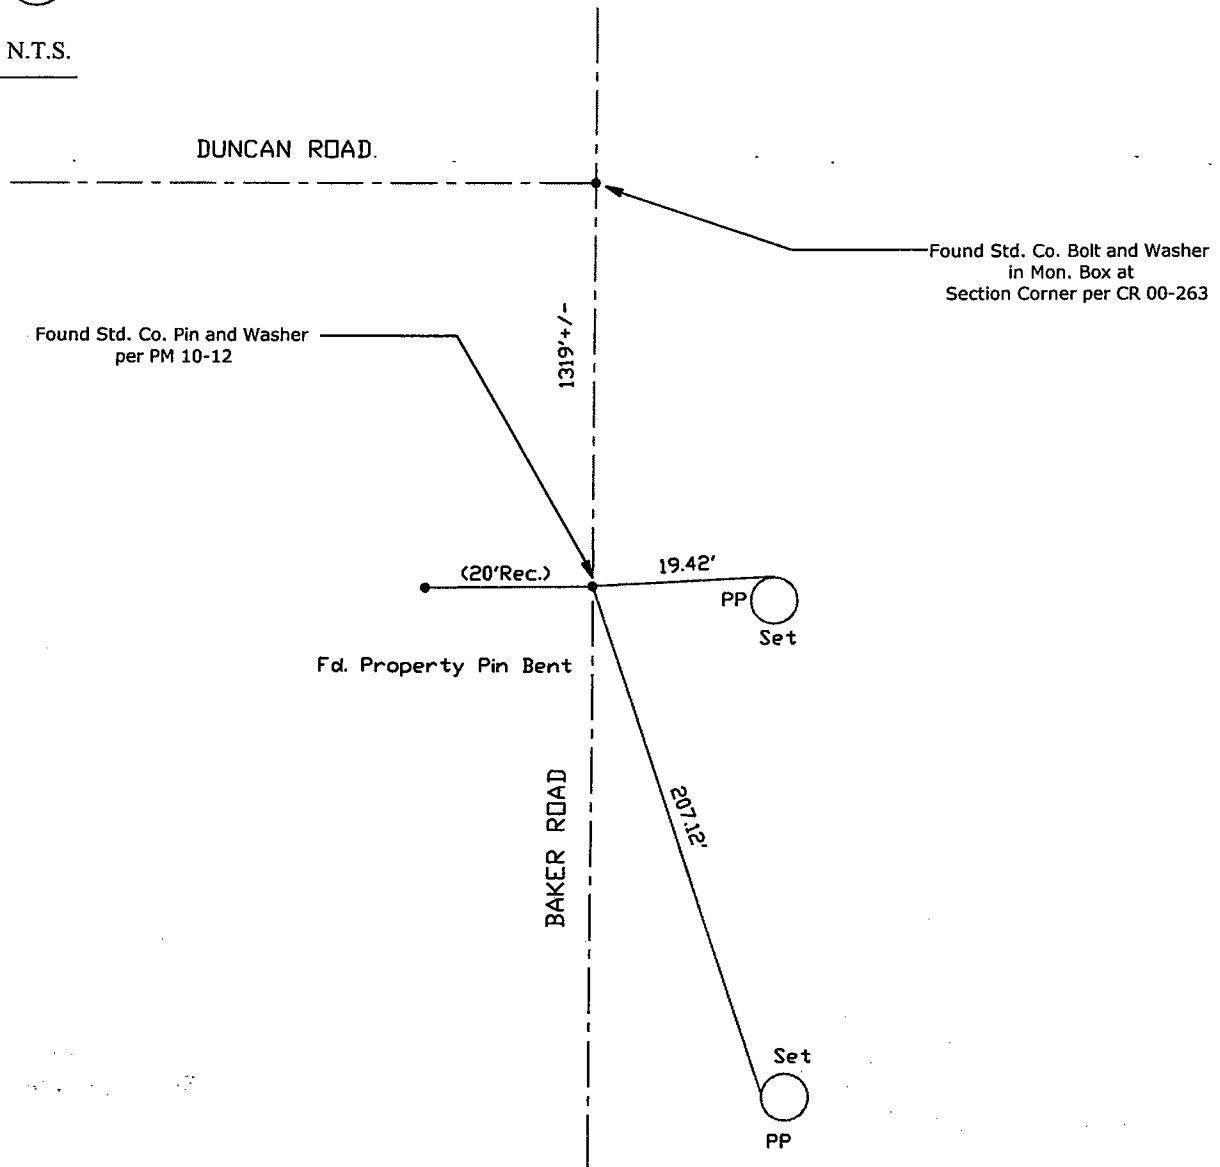 N.T.S.
DUNCAN ROAD.
Found Std. Co. Bolt and Washer
in Mon. Box at
Section Corner per CR 00-263
Found Std. Co. Pin and Washer
per PM 10-12
1319'+/-
(20'Rec.)
19.42'
PP
Set
Fd. Property Pin Bent
BAKER ROAD
207.12'
Set
PP